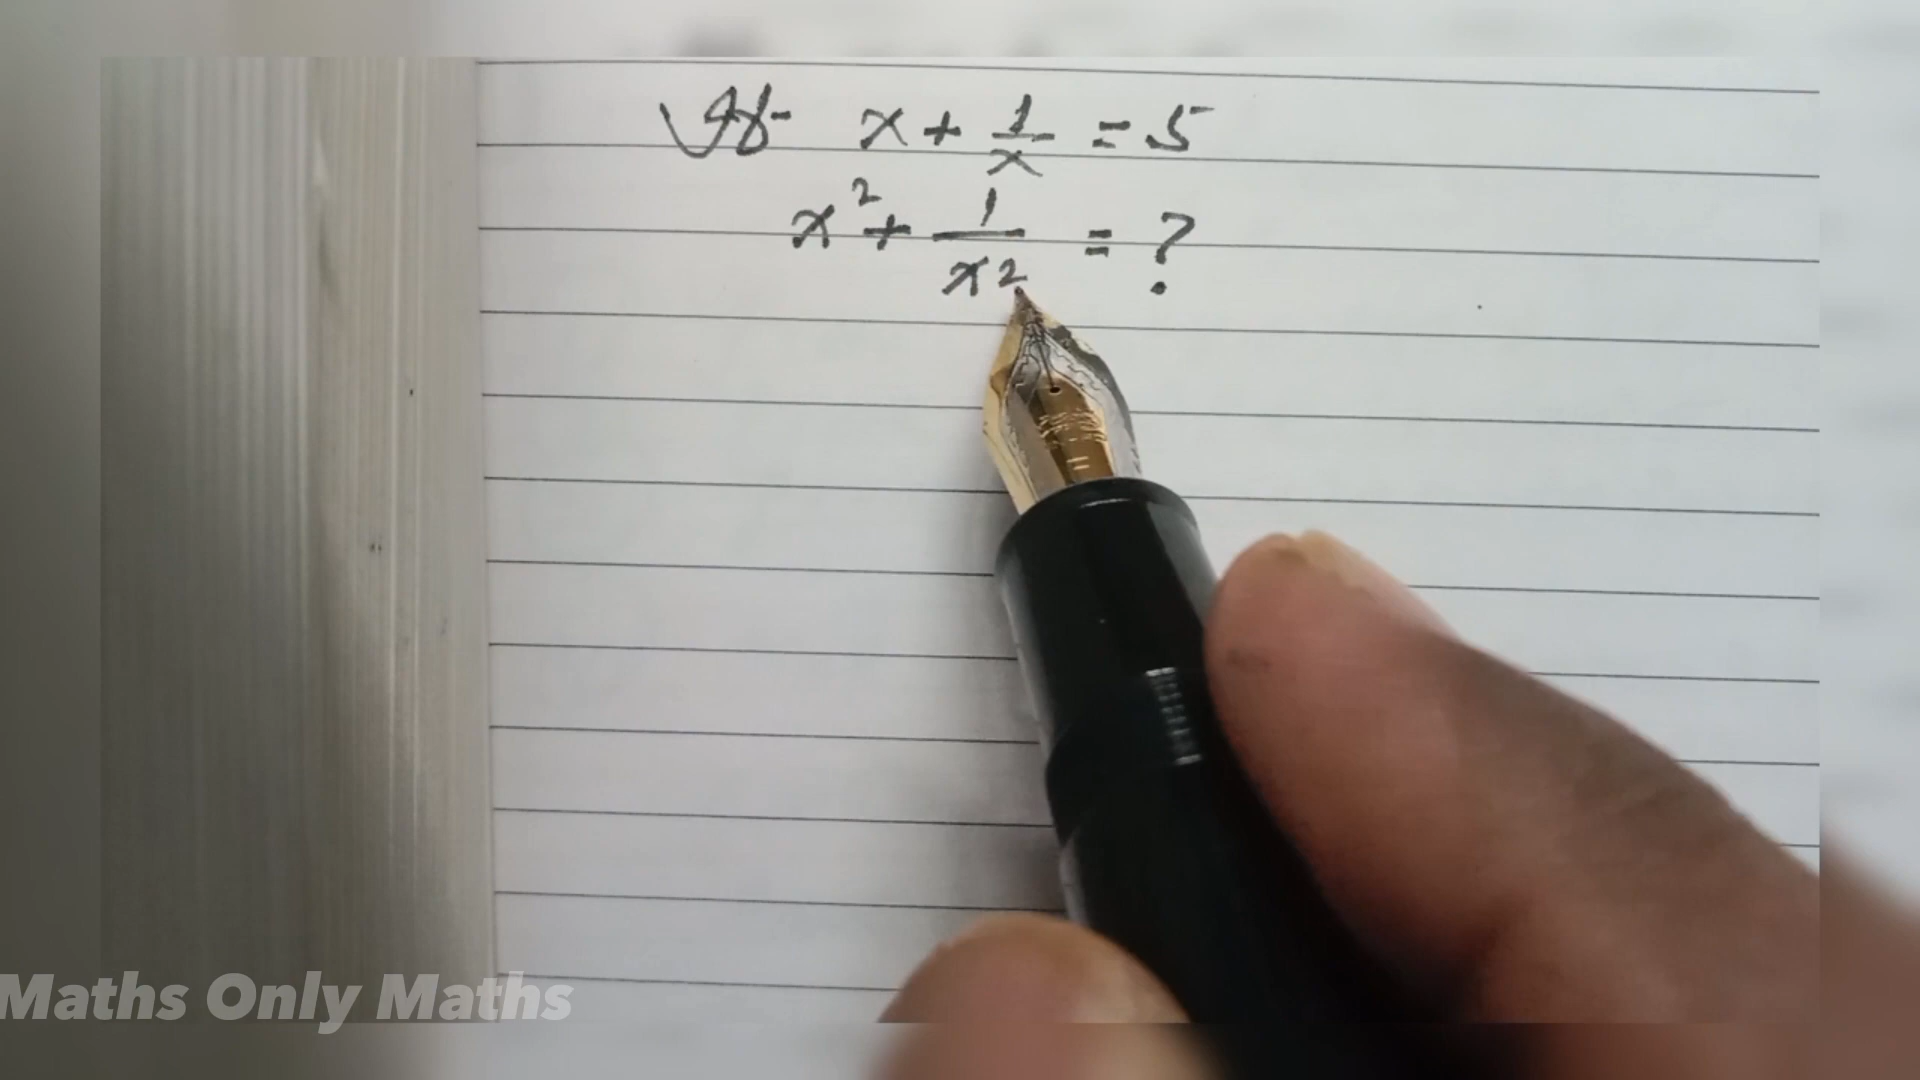 If x + 1/x = 5
x² + 1/x² = ?
Maths Only Maths